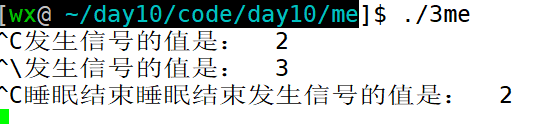 [wx@ ~/day10/code/day10/me]$ ./3me
^C发生信号的值是:  2
^\发生信号的值是:  3
^C睡眠结束睡眠结束发生信号的值是:  2